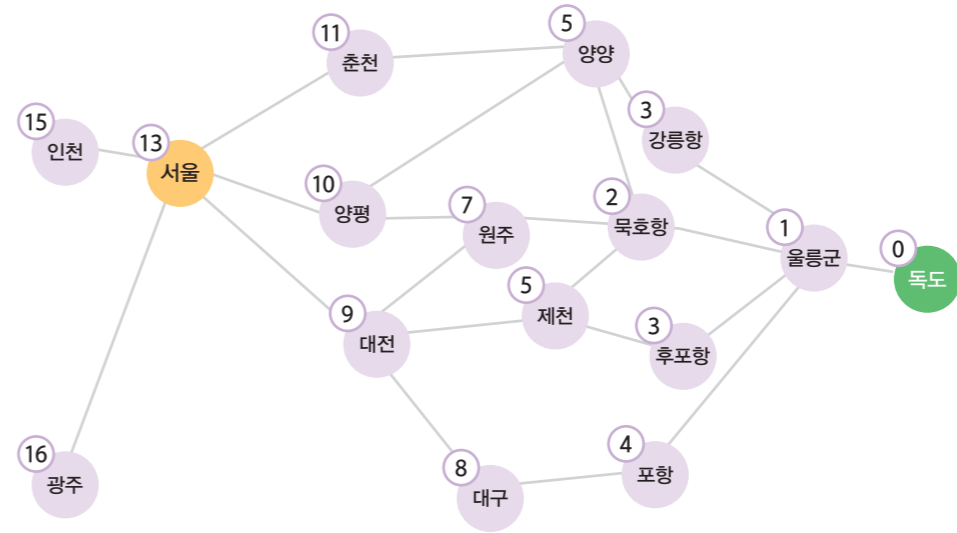 11
춘천
5
양양
15
인천
13
서울
3
강릉항
10
양평
7
원주
2
묵호항
1
울릉군
0
독도
9
대전
5
제천
3
후포항
16
광주
8
대구
4
포항